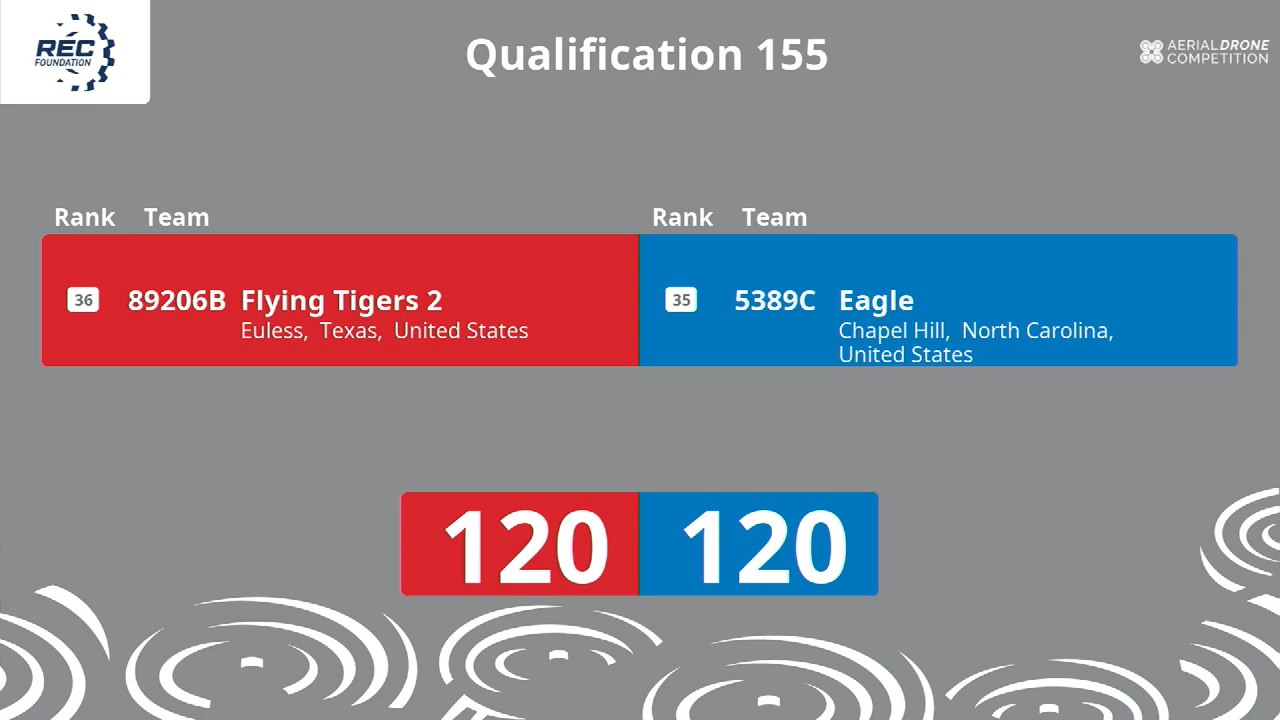 REC
FOUNDATION
Qualification 155
AERIALDRONE
COMPETITION
Rank Team
Rank Team
36 89206B Flying Tigers 2
Euless, Texas, United States
35 5389C Eagle
Chapel Hill, North Carolina,
United States
120 120